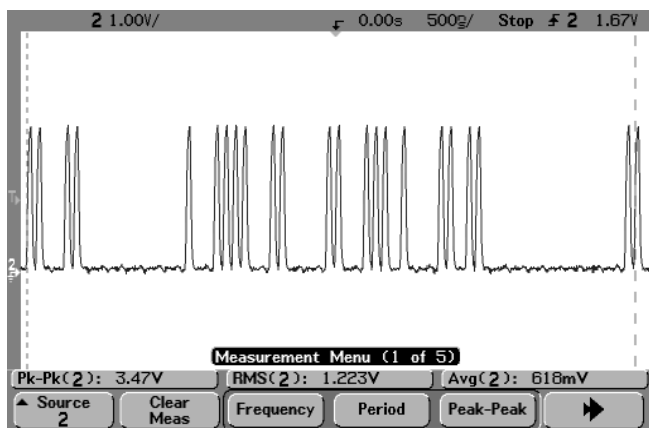 2 1.00V/ 0.00s 500⩯/ Stop 2 1.67V
T
2
Measurement Menu (1 of 5)
Pk-Pk(2): 3.47V RMS(2): 1.223V Avg(2): 618mV
Source 2 Clear Meas Frequency Period Peak-Peak